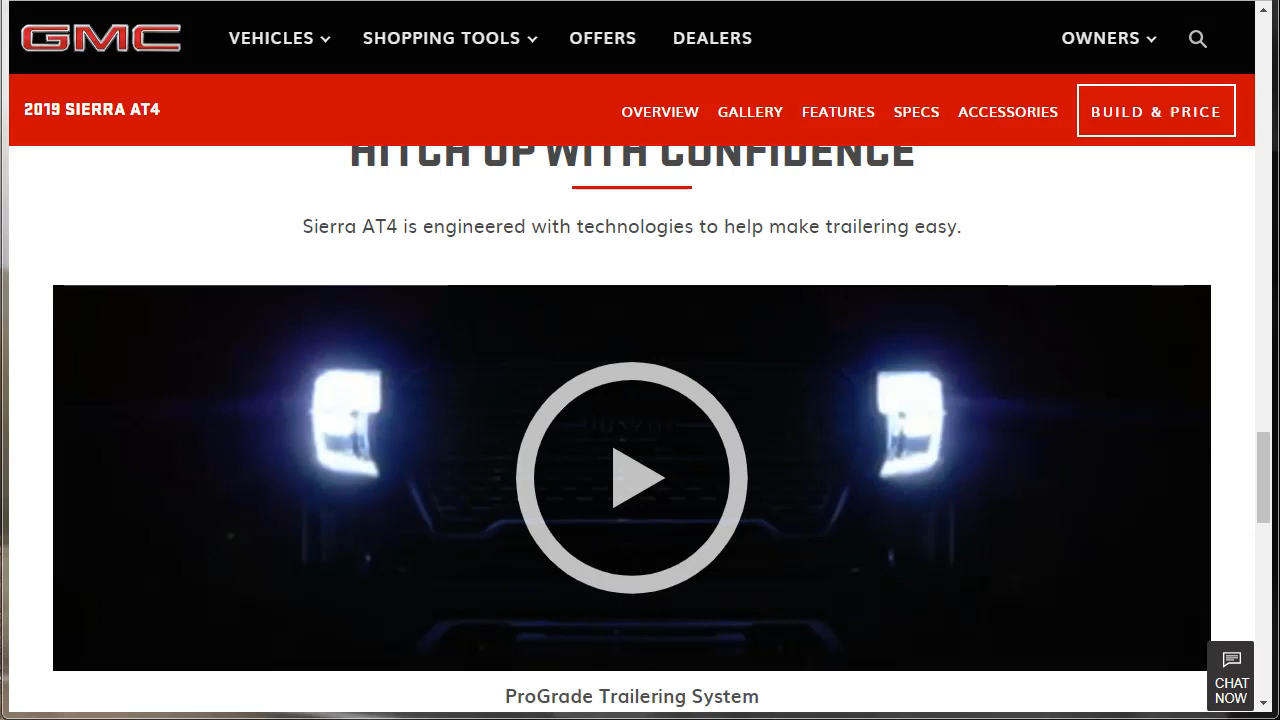 GMC
VEHICLES
SHOPPING TOOLS
OFFERS
DEALERS
OWNERS
2019 SIERRA AT4
OVERVIEW
GALLERY
FEATURES
SPECS
ACCESSORIES
BUILD & PRICE
HITCH UP WITH CONFIDENCE
Sierra AT4 is engineered with technologies to help make trailering easy.
ProGrade Trailering System
CHAT
NOW